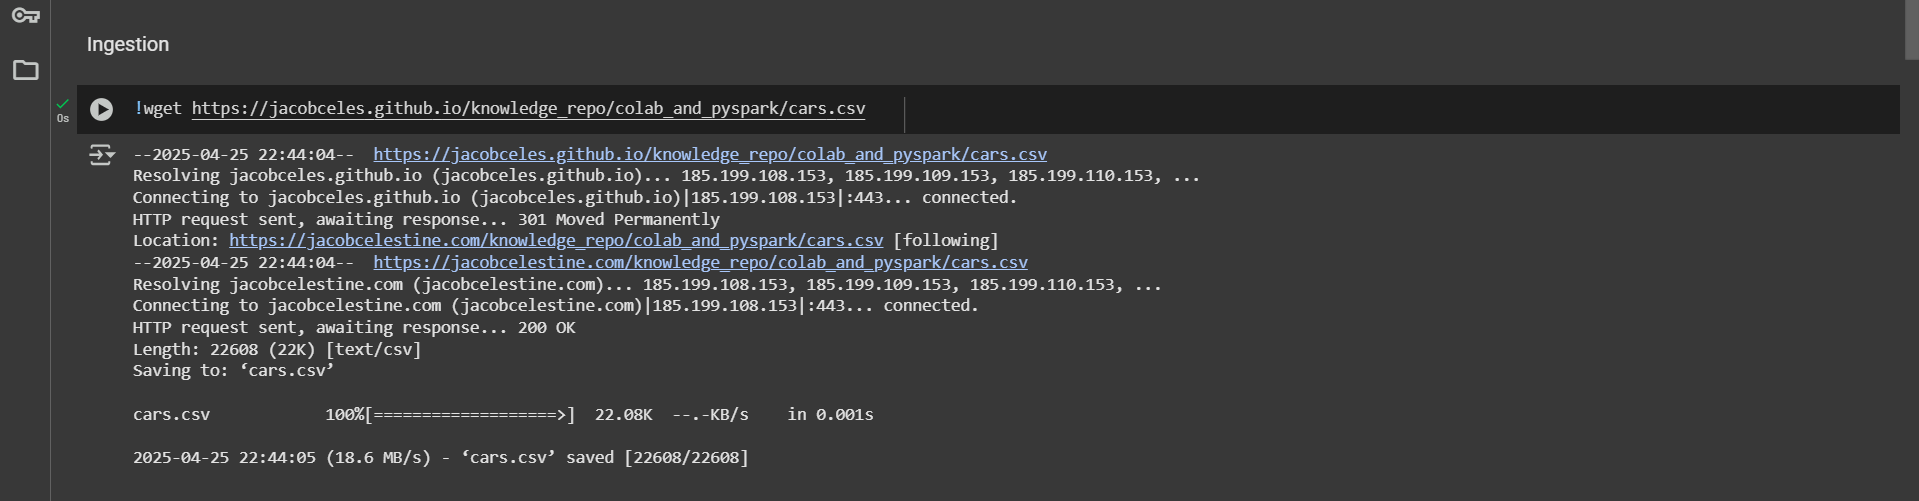 Ingestion
0s
!wget https://jacobceles.github.io/knowledge_repo/colab_and_pyspark/cars.csv
--2025-04-25 22:44:04--  https://jacobceles.github.io/knowledge_repo/colab_and_pyspark/cars.csv
Resolving jacobceles.github.io (jacobceles.github.io)... 185.199.108.153, 185.199.109.153, 185.199.110.153, ...
Connecting to jacobceles.github.io (jacobceles.github.io)|185.199.108.153|:443... connected.
HTTP request sent, awaiting response... 301 Moved Permanently
Location: https://jacobcelestine.com/knowledge_repo/colab_and_pyspark/cars.csv [following]
--2025-04-25 22:44:04--  https://jacobcelestine.com/knowledge_repo/colab_and_pyspark/cars.csv
Resolving jacobcelestine.com (jacobcelestine.com)... 185.199.108.153, 185.199.109.153, 185.199.110.153, ...
Connecting to jacobcelestine.com (jacobcelestine.com)|185.199.108.153|:443... connected.
HTTP request sent, awaiting response... 200 OK
Length: 22608 (22K) [text/csv]
Saving to: ‘cars.csv’
cars.csv            100%[===================>]  22.08K  --.-KB/s    in 0.001s
2025-04-25 22:44:05 (18.6 MB/s) - ‘cars.csv’ saved [22608/22608]